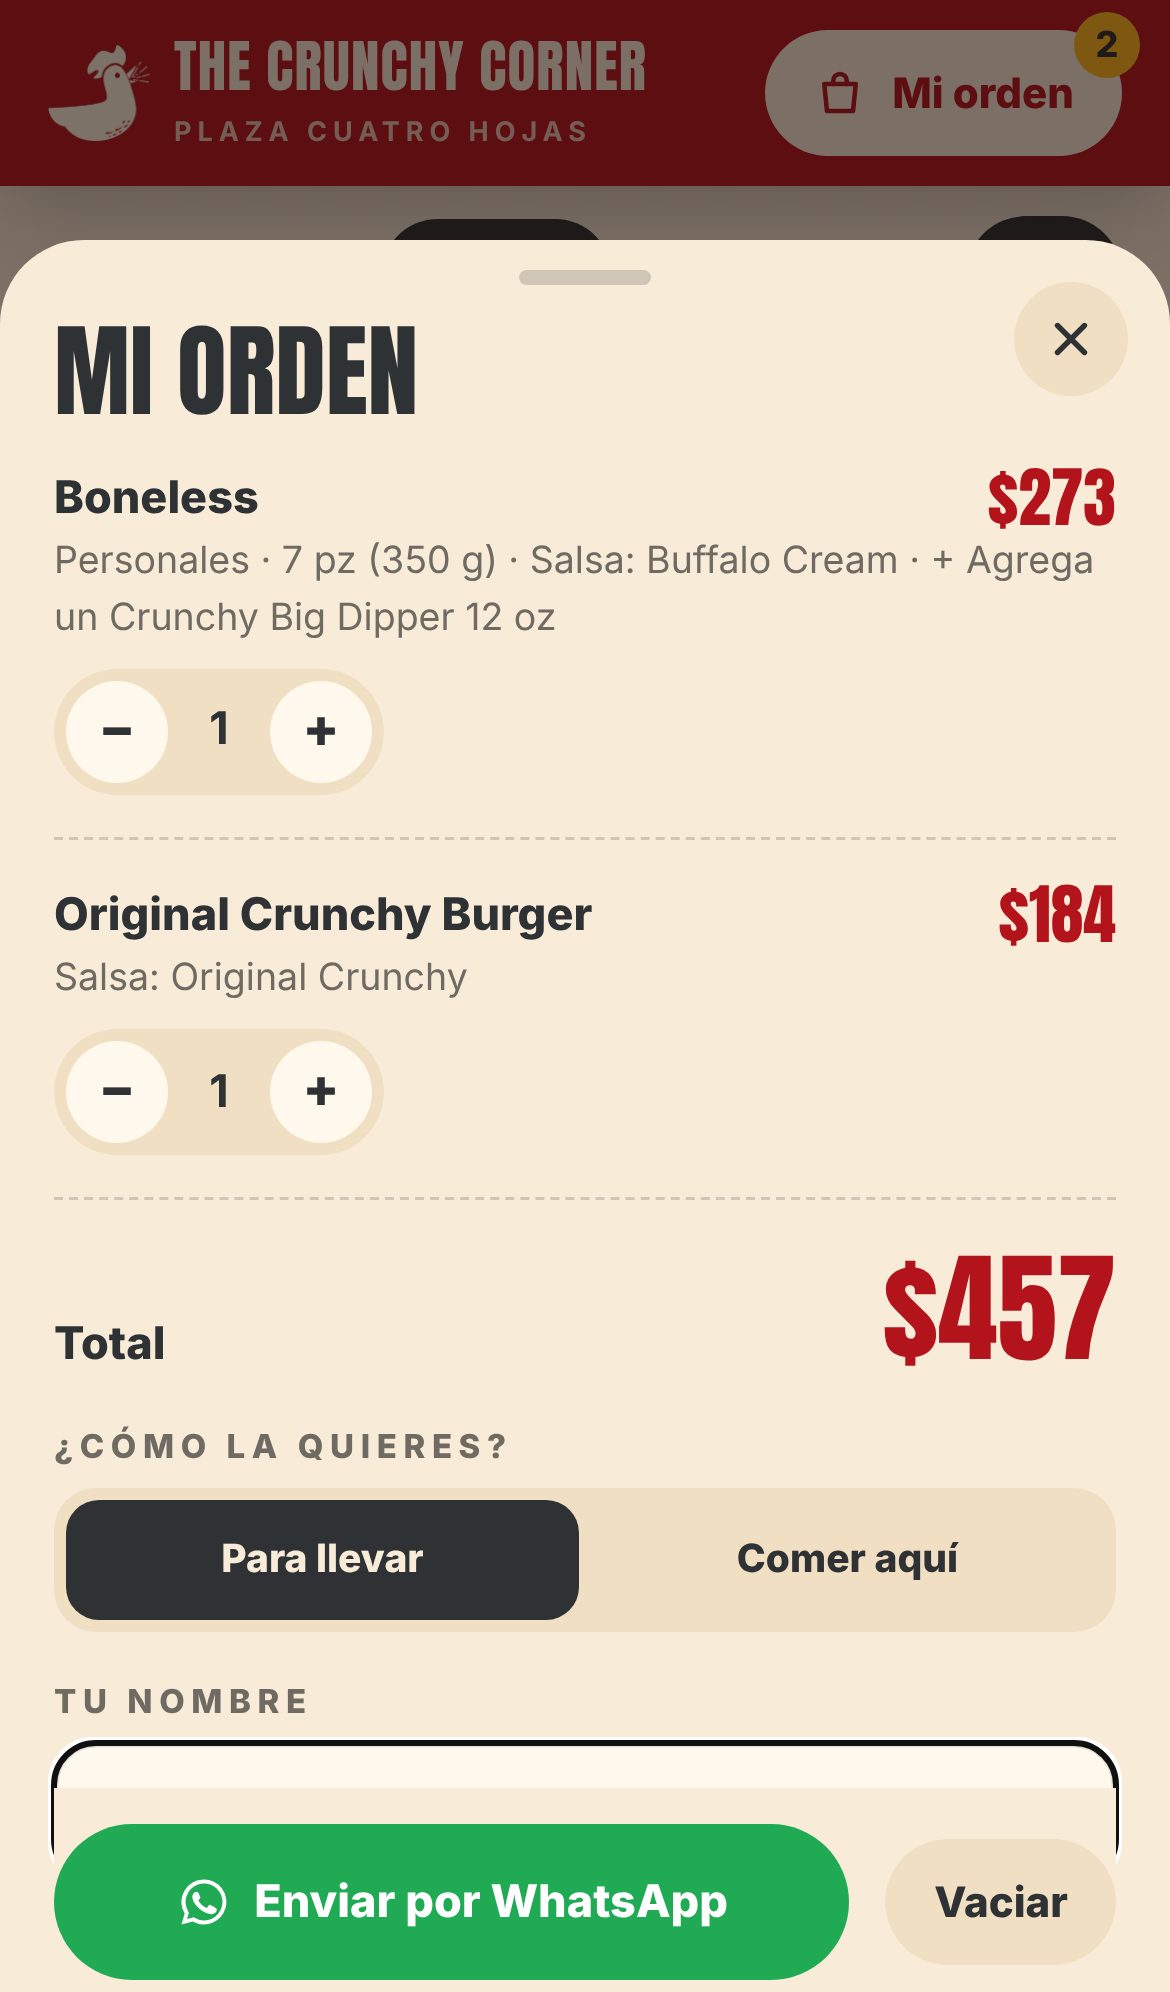 THE CRUNCHY CORNER
PLAZA CUATRO HOJAS
Mi orden
2
MI ORDEN
Boneless
$273
Personales · 7 pz (350 g) · Salsa: Buffalo Cream · + Agrega
un Crunchy Big Dipper 12 oz
− 1 +
Original Crunchy Burger
$184
Salsa: Original Crunchy
− 1 +
Total
$457
¿CÓMO LA QUIERES?
Para llevar
Comer aquí
TU NOMBRE
Enviar por WhatsApp
Vaciar